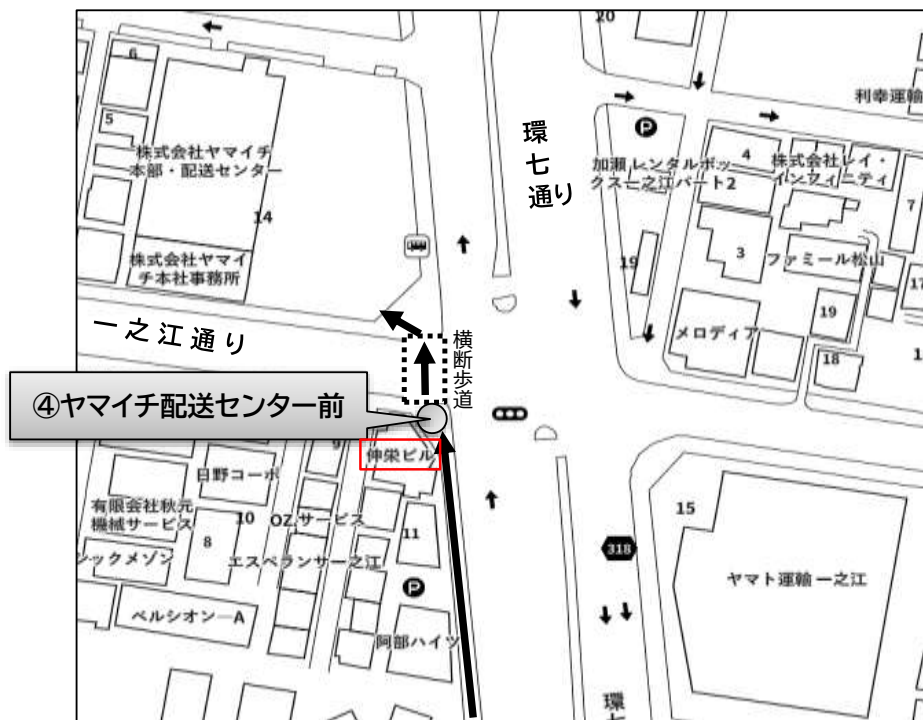 20
6
5
株式会社ヤマイチ
本部・配送センター
14
株式会社ヤマイ
チ本社事務所
一之江通り
環七通り
P
利幸運輸
4
加瀬レンタルボッ
クス一之江パート2
株式会社レイ・
インフィニティ
7
3
19
ファミール松山
17
19
メロディア
18
横断歩道
④ヤマイチ配送センター前
9
伸栄ビル
日野コーポ
有限会社秋元
機械サービス
10
OZ.サービス
8
11
シックメゾン
エスペランサ一之江
P
ベルシオン―A
阿部ハイツ
15
318
ヤマト運輸 一之江
環七